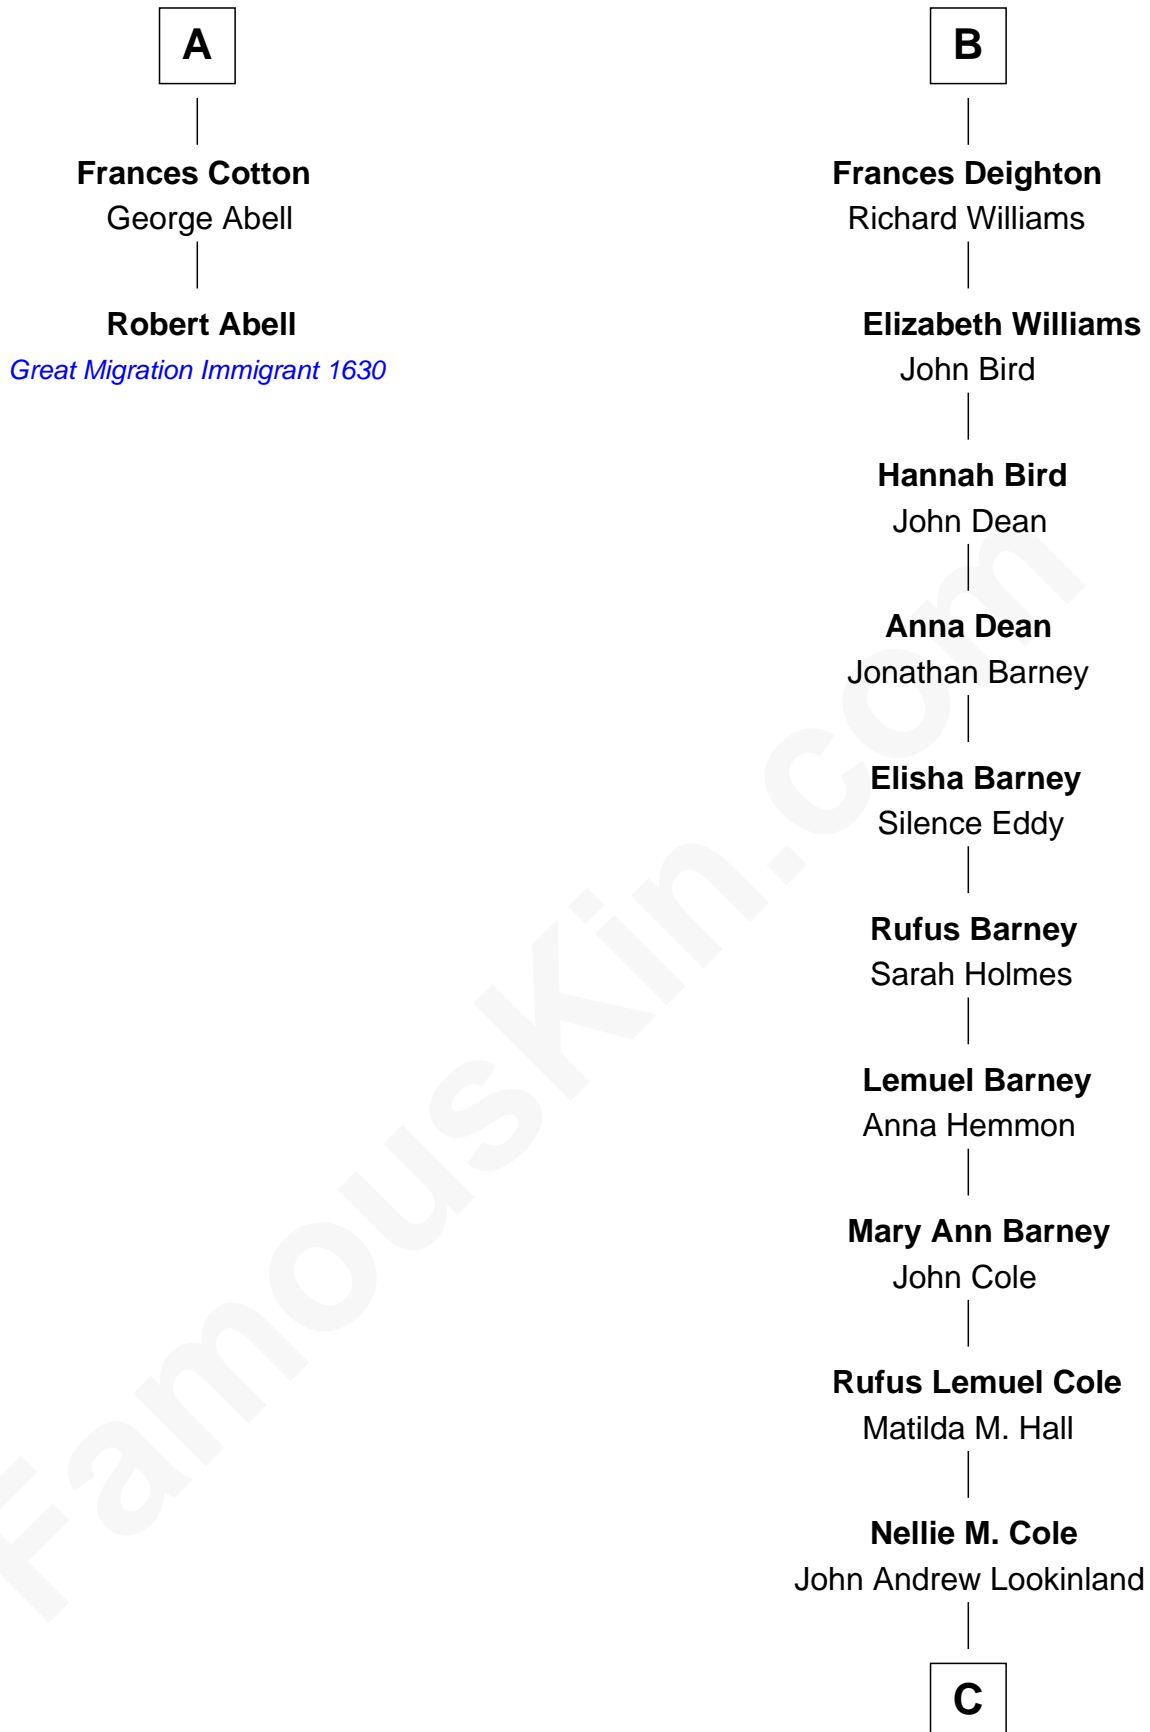 A
Frances Cotton
George Abell
Robert Abell
Great Migration Immigrant 1630
B
Frances Deighton
Richard Williams
Elizabeth Williams
John Bird
Hannah Bird
John Dean
Anna Dean
Jonathan Barney
Elisha Barney
Silence Eddy
Rufus Barney
Sarah Holmes
Lemuel Barney
Anna Hemmon
Mary Ann Barney
John Cole
Rufus Lemuel Cole
Matilda M. Hall
Nellie M. Cole
John Andrew Lookinland
C
FamousKin.com